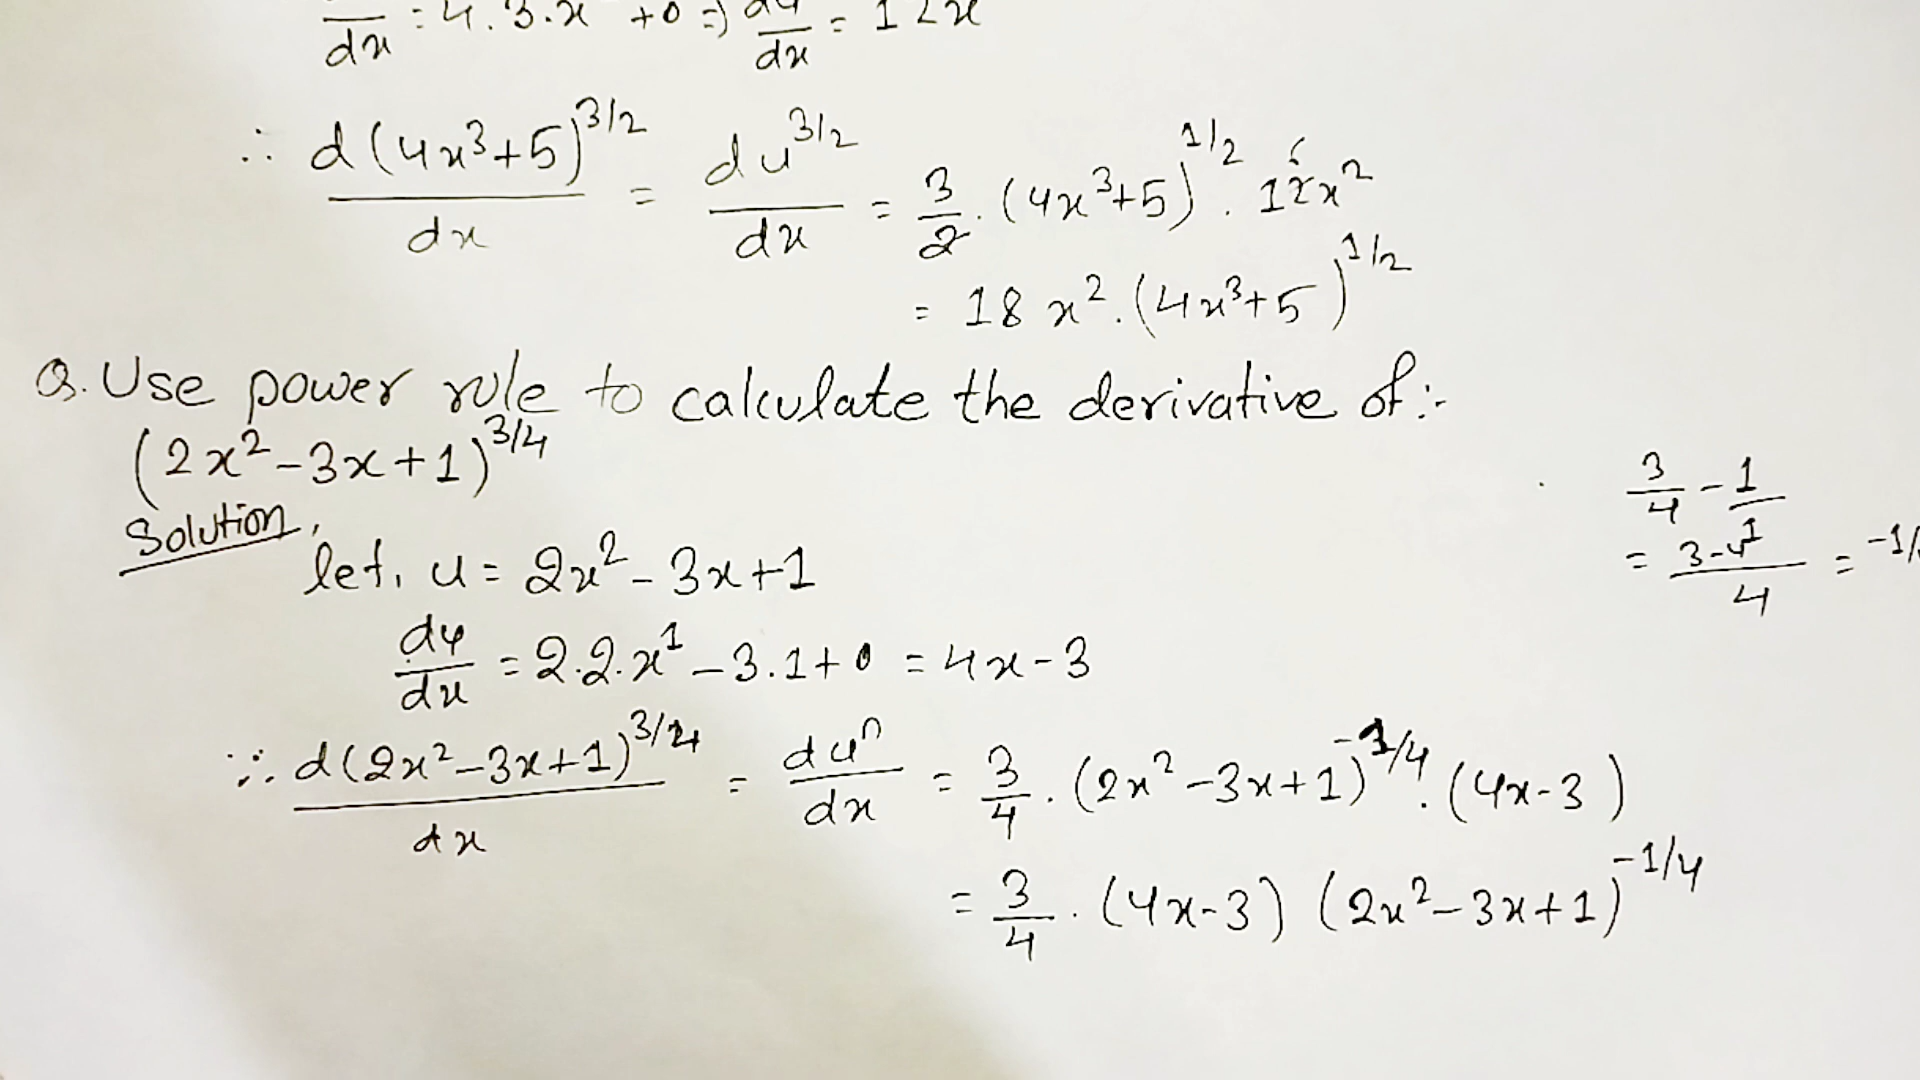 dx = 4.3.x +0 => du/dx = 12x
∴ d(4x³+5)^3/2 / dx = du^3/2 / dx = 3/2 . (4x³+5)^1/2 . 12x² 6
= 18 x² . (4x³+5)^1/2
Q. Use power rule to calculate the derivative of :-
(2x²-3x+1)^3/4
Solution,
let, u = 2x²-3x+1
du/dx = 2.2.x¹ - 3.1+0 = 4x-3
∴ d(2x²-3x+1)^3/4 / dx = duⁿ/dx = 3/4 . (2x²-3x+1)^-1/4 . (4x-3)
= 3/4 . (4x-3) (2x²-3x+1)^-1/4
3/4 - 1/1
= 3-4/4 = -1/